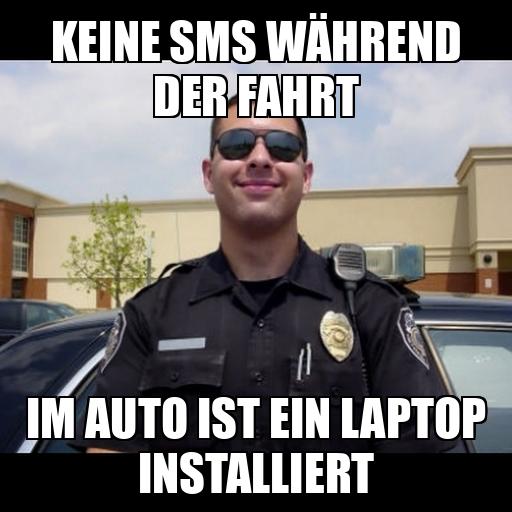 KEINE SMS WÄHREND
DER FAHRT
IM AUTO IST EIN LAPTOP
INSTALLIERT